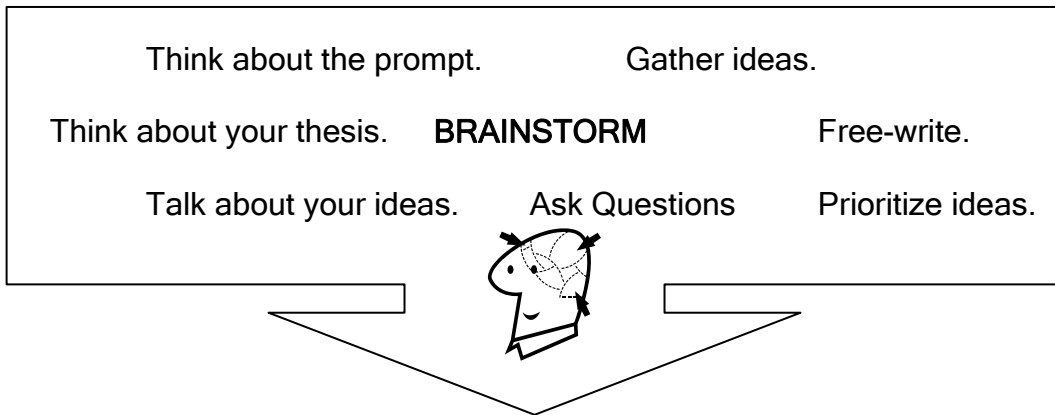 Think about the prompt. Gather ideas.
Think about your thesis. BRAINSTORM Free-write.
Talk about your ideas. Ask Questions Prioritize ideas.